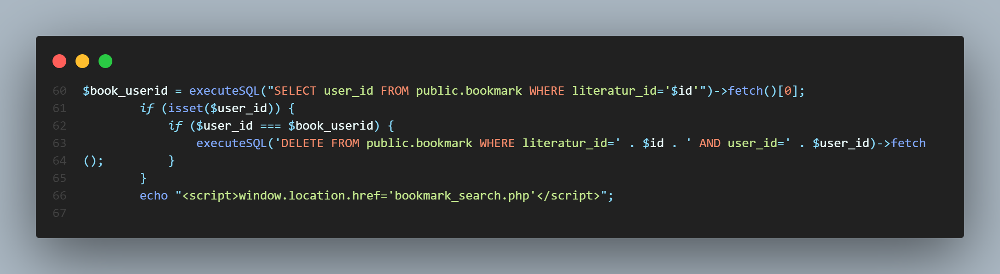 60 $book_userid = executeSQL("SELECT user_id FROM public.bookmark WHERE literatur_id='$id'")->fetch()[0];
61         if (isset($user_id)) {
62             if ($user_id === $book_userid) {
63                 executeSQL('DELETE FROM public.bookmark WHERE literatur_id=' . $id . ' AND user_id=' . $user_id)->fetch
64 ();         }
65         }
66         echo "<script>window.location.href='bookmark_search.php'</script>";
67